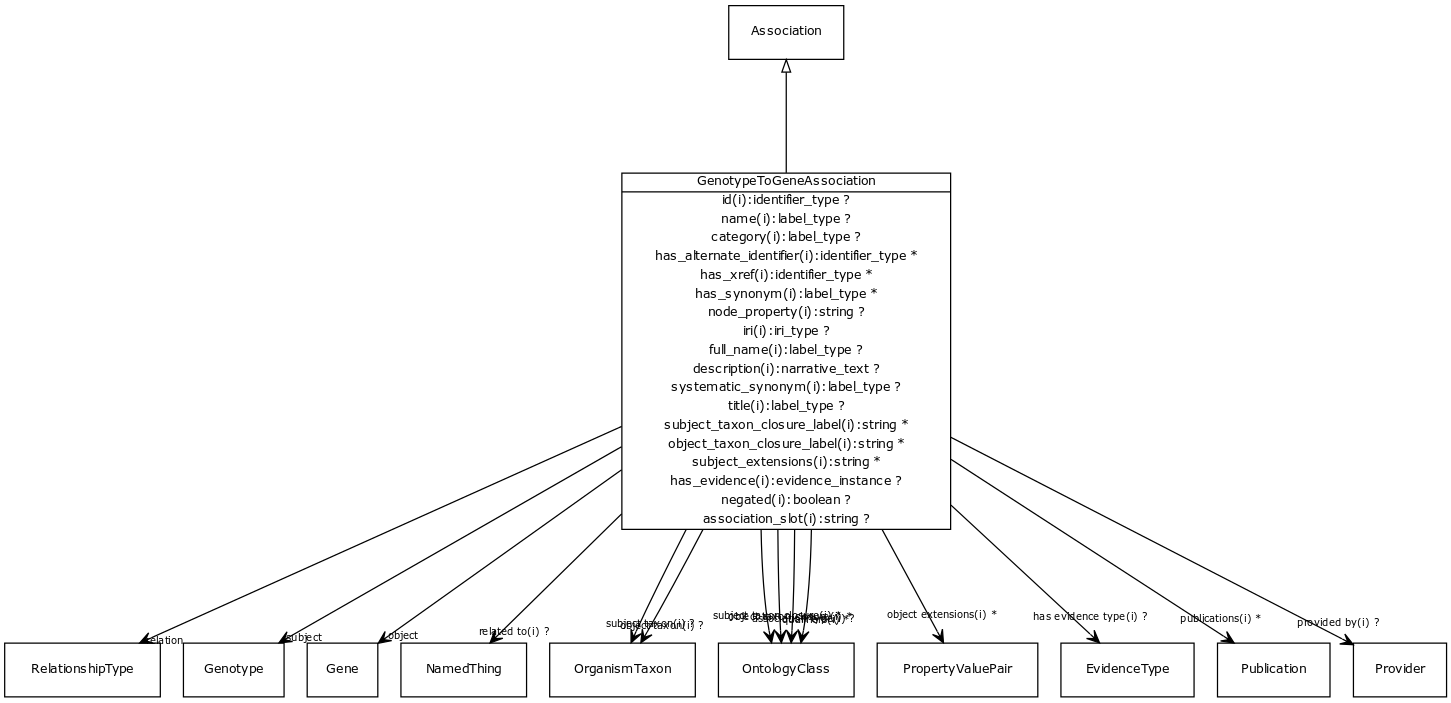 Association
GenotypeToGeneAssociation
id(i):identifier_type ?
name(i):label_type ?
category(i):label_type ?
has_alternate_identifier(i):identifier_type *
has_xref(i):identifier_type *
has_synonym(i):label_type *
node_property(i):string ?
iri(i):iri_type ?
full_name(i):label_type ?
description(i):narrative_text ?
systematic_synonym(i):label_type ?
title(i):label_type ?
subject_taxon_closure_label(i):string *
object_taxon_closure_label(i):string *
subject_extensions(i):string *
has_evidence(i):evidence_instance ?
negated(i):boolean ?
association_slot(i):string ?
relation
subject
object
related to(i) ?
subject taxon(i) ?
object taxon(i) ?
subject taxon closure(i) *
object extensions(i) *
has evidence type(i) ?
publications(i) *
provided by(i) ?
RelationshipType
Genotype
Gene
NamedThing
OrganismTaxon
OntologyClass
PropertyValuePair
EvidenceType
Publication
Provider